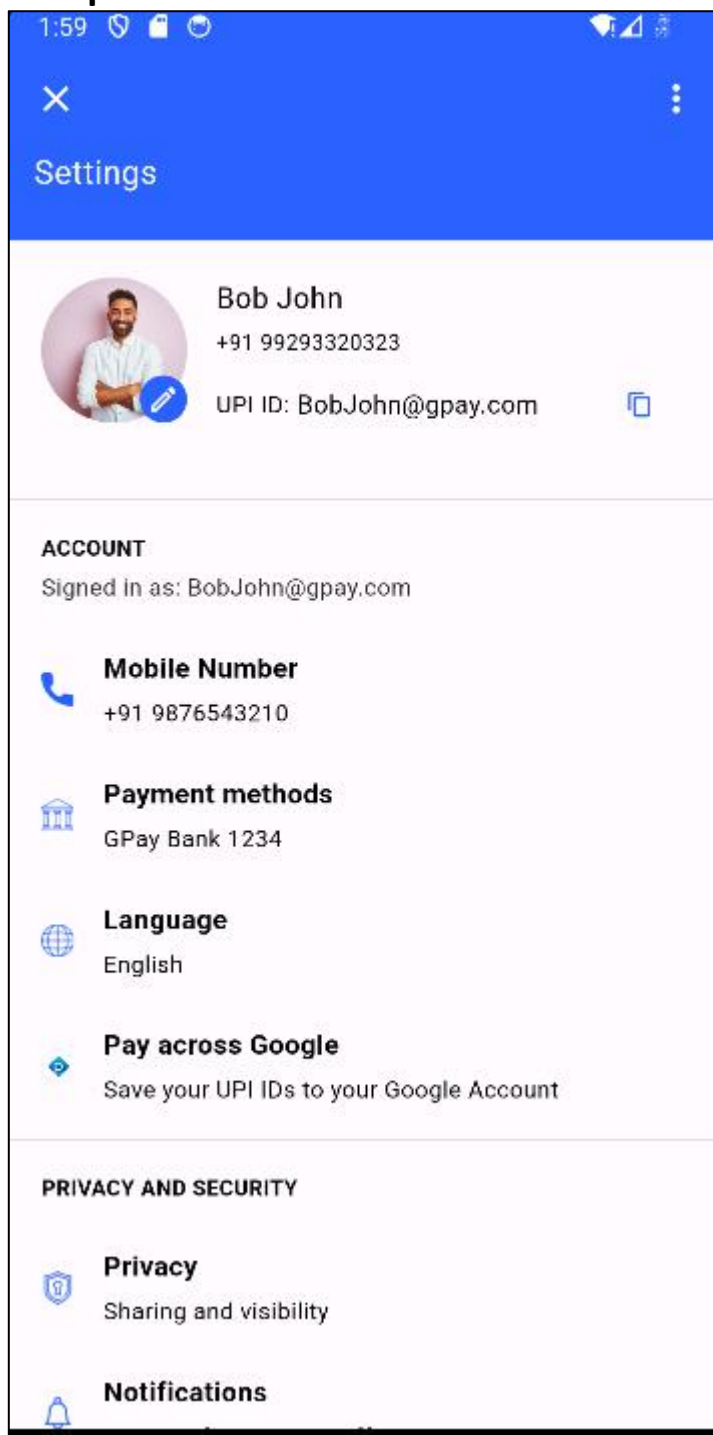 1:59
Settings
Bob John
+91 99293320323
UPI ID: BobJohn@gpay.com
ACCOUNT
Signed in as: BobJohn@gpay.com
Mobile Number
+91 9876543210
Payment methods
GPay Bank 1234
Language
English
Pay across Google
Save your UPI IDs to your Google Account
PRIVACY AND SECURITY
Privacy
Sharing and visibility
Notifications